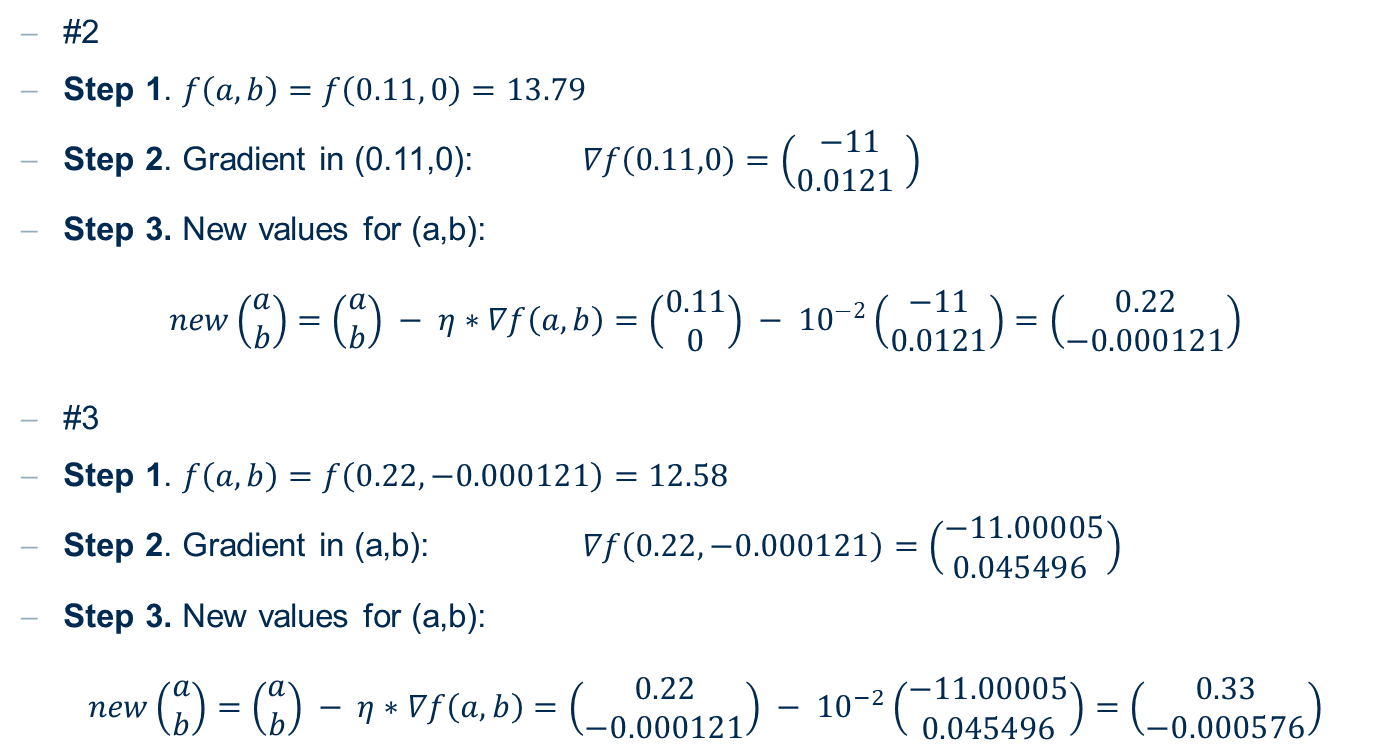 – #2
– Step 1. f(a, b) = f(0.11, 0) = 13.79
– Step 2. Gradient in (0.11,0): ∇f(0.11,0) = (−11 0.0121)
– Step 3. New values for (a,b):
new (a b) = (a b) − η ∗ ∇f(a, b) = (0.11 0) − 10⁻² (−11 0.0121) = (0.22 −0.000121)
– #3
– Step 1. f(a, b) = f(0.22, −0.000121) = 12.58
– Step 2. Gradient in (a,b): ∇f(0.22, −0.000121) = (−11.00005 0.045496)
– Step 3. New values for (a,b):
new (a b) = (a b) − η ∗ ∇f(a, b) = (0.22 −0.000121) − 10⁻² (−11.00005 0.045496) = (0.33 −0.000576)